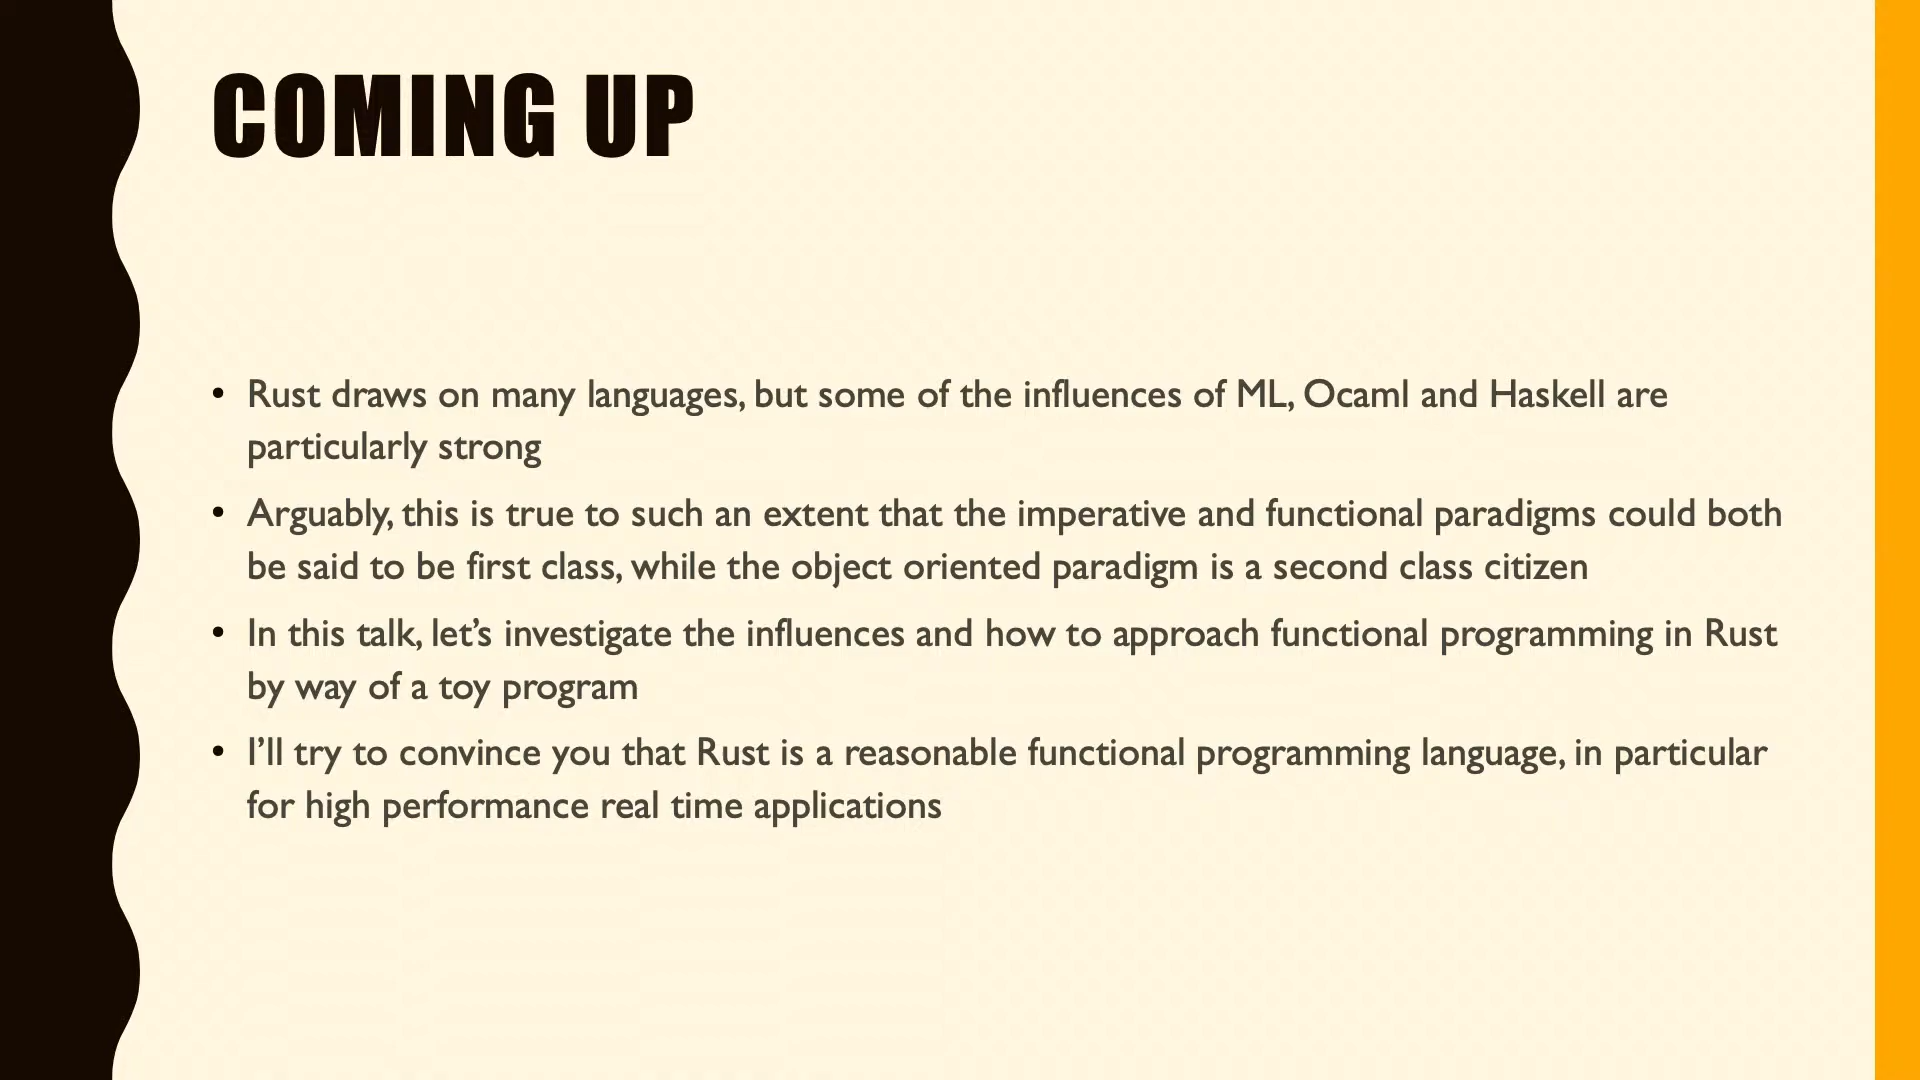 COMING UP
• Rust draws on many languages, but some of the influences of ML, Ocaml and Haskell are
particularly strong
• Arguably, this is true to such an extent that the imperative and functional paradigms could both
be said to be first class, while the object oriented paradigm is a second class citizen
• In this talk, let’s investigate the influences and how to approach functional programming in Rust
by way of a toy program
• I’ll try to convince you that Rust is a reasonable functional programming language, in particular
for high performance real time applications